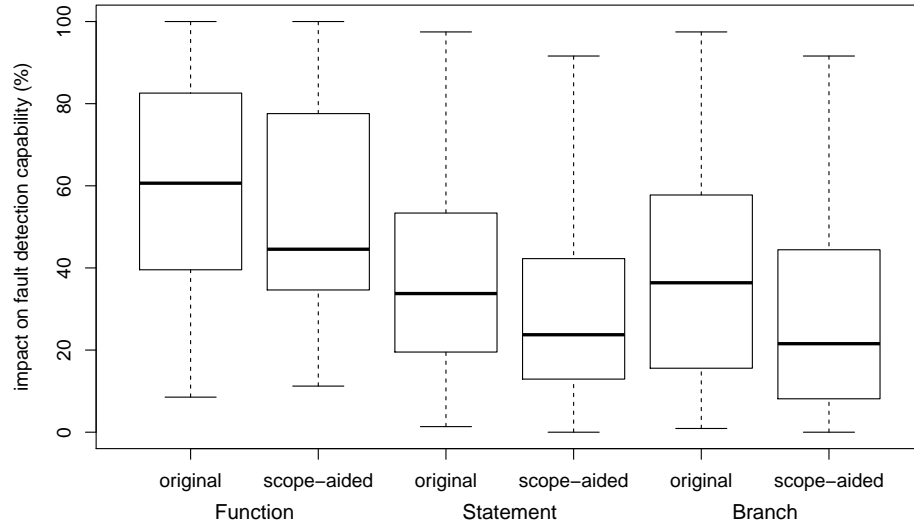 impact on fault detection capability (%)
100
80
60
40
20
0
original scope−aided original scope−aided original scope−aided
Function Statement Branch